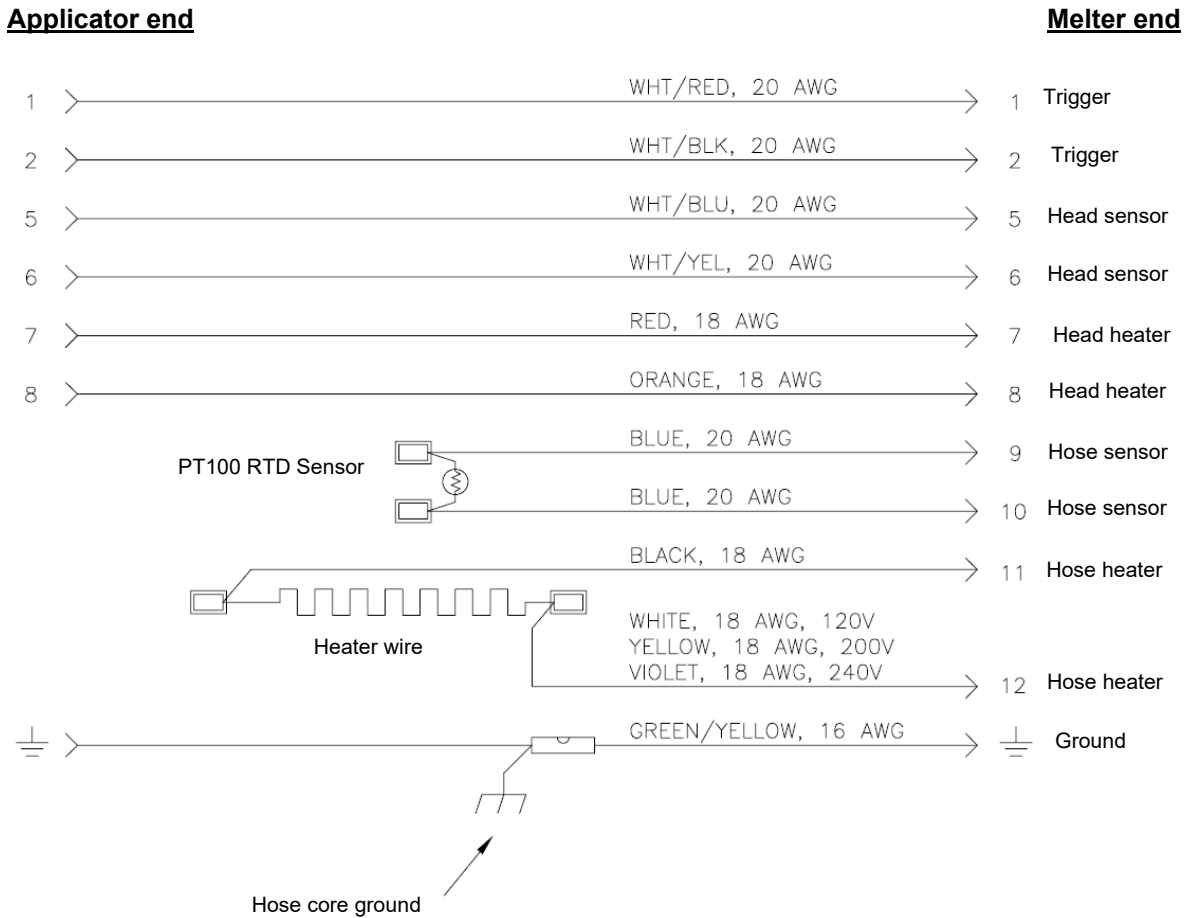 Applicator end
Melter end
1
WHT/RED, 20 AWG
1
Trigger
2
WHT/BLK, 20 AWG
2
Trigger
5
WHT/BLU, 20 AWG
5
Head sensor
6
WHT/YEL, 20 AWG
6
Head sensor
7
RED, 18 AWG
7
Head heater
8
ORANGE, 18 AWG
8
Head heater
PT100 RTD Sensor
BLUE, 20 AWG
9
Hose sensor
BLUE, 20 AWG
10
Hose sensor
BLACK, 18 AWG
11
Hose heater
Heater wire
WHITE, 18 AWG, 120V
YELLOW, 18 AWG, 200V
VIOLET, 18 AWG, 240V
12
Hose heater
GREEN/YELLOW, 16 AWG
Ground
Hose core ground